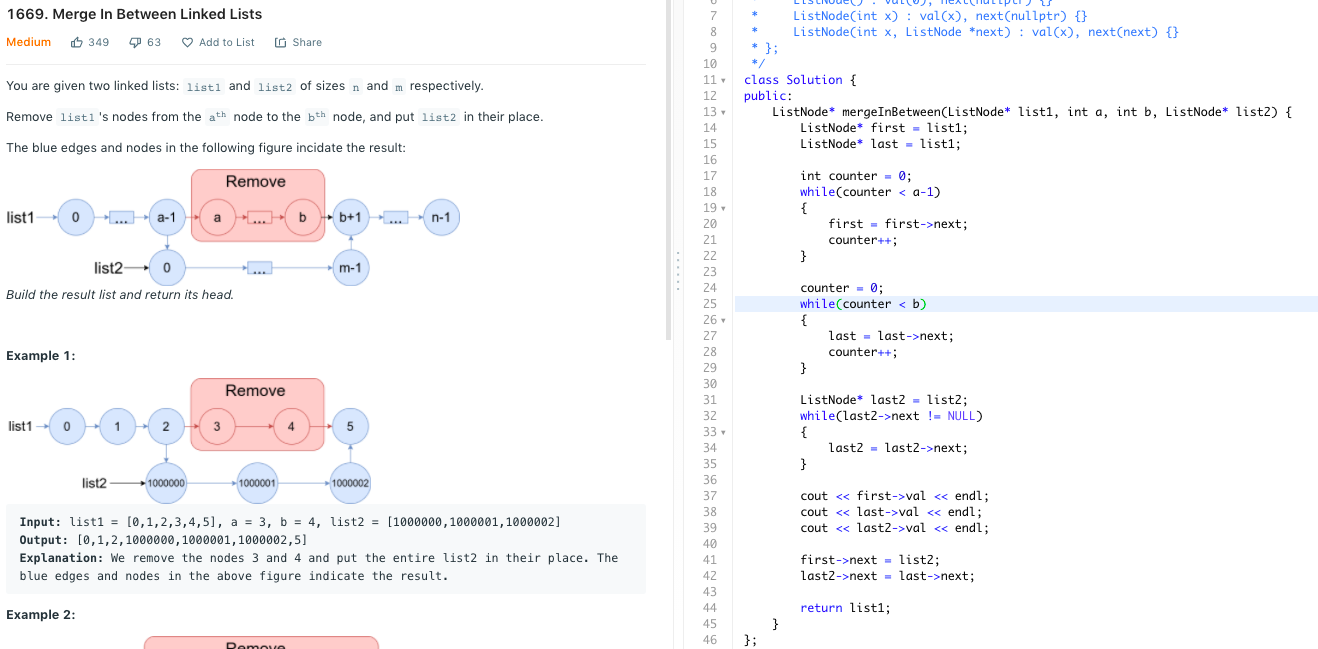 1669. Merge In Between Linked Lists
Medium 349 63 Add to List Share
You are given two linked lists: list1 and list2 of sizes n and m respectively.
Remove list1 's nodes from the ath node to the bth node, and put list2 in their place.
The blue edges and nodes in the following figure incidate the result:
Remove
list1 0 ... a-1 a ... b b+1 ... n-1
list2 0 ... m-1
Build the result list and return its head.
Example 1:
Remove
list1 0 1 2 3 4 5
list2 1000000 1000001 1000002
Input: list1 = [0,1,2,3,4,5], a = 3, b = 4, list2 = [1000000,1000001,1000002]
Output: [0,1,2,1000000,1000001,1000002,5]
Explanation: We remove the nodes 3 and 4 and put the entire list2 in their place. The
blue edges and nodes in the above figure indicate the result.
Example 2:
Remove
6 * ListNode() : val(0), next(nullptr) {}
7 * ListNode(int x) : val(x), next(nullptr) {}
8 * ListNode(int x, ListNode *next) : val(x), next(next) {}
9 * };
10 */
11 class Solution {
12 public:
13 ListNode* mergeInBetween(ListNode* list1, int a, int b, ListNode* list2) {
14 ListNode* first = list1;
15 ListNode* last = list1;
16
17 int counter = 0;
18 while(counter < a-1)
19 {
20 first = first->next;
21 counter++;
22 }
23
24 counter = 0;
25 while(counter < b)
26 {
27 last = last->next;
28 counter++;
29 }
30
31 ListNode* last2 = list2;
32 while(last2->next != NULL)
33 {
34 last2 = last2->next;
35 }
36
37 cout << first->val << endl;
38 cout << last->val << endl;
39 cout << last2->val << endl;
40
41 first->next = list2;
42 last2->next = last->next;
43
44 return list1;
45 }
46 };